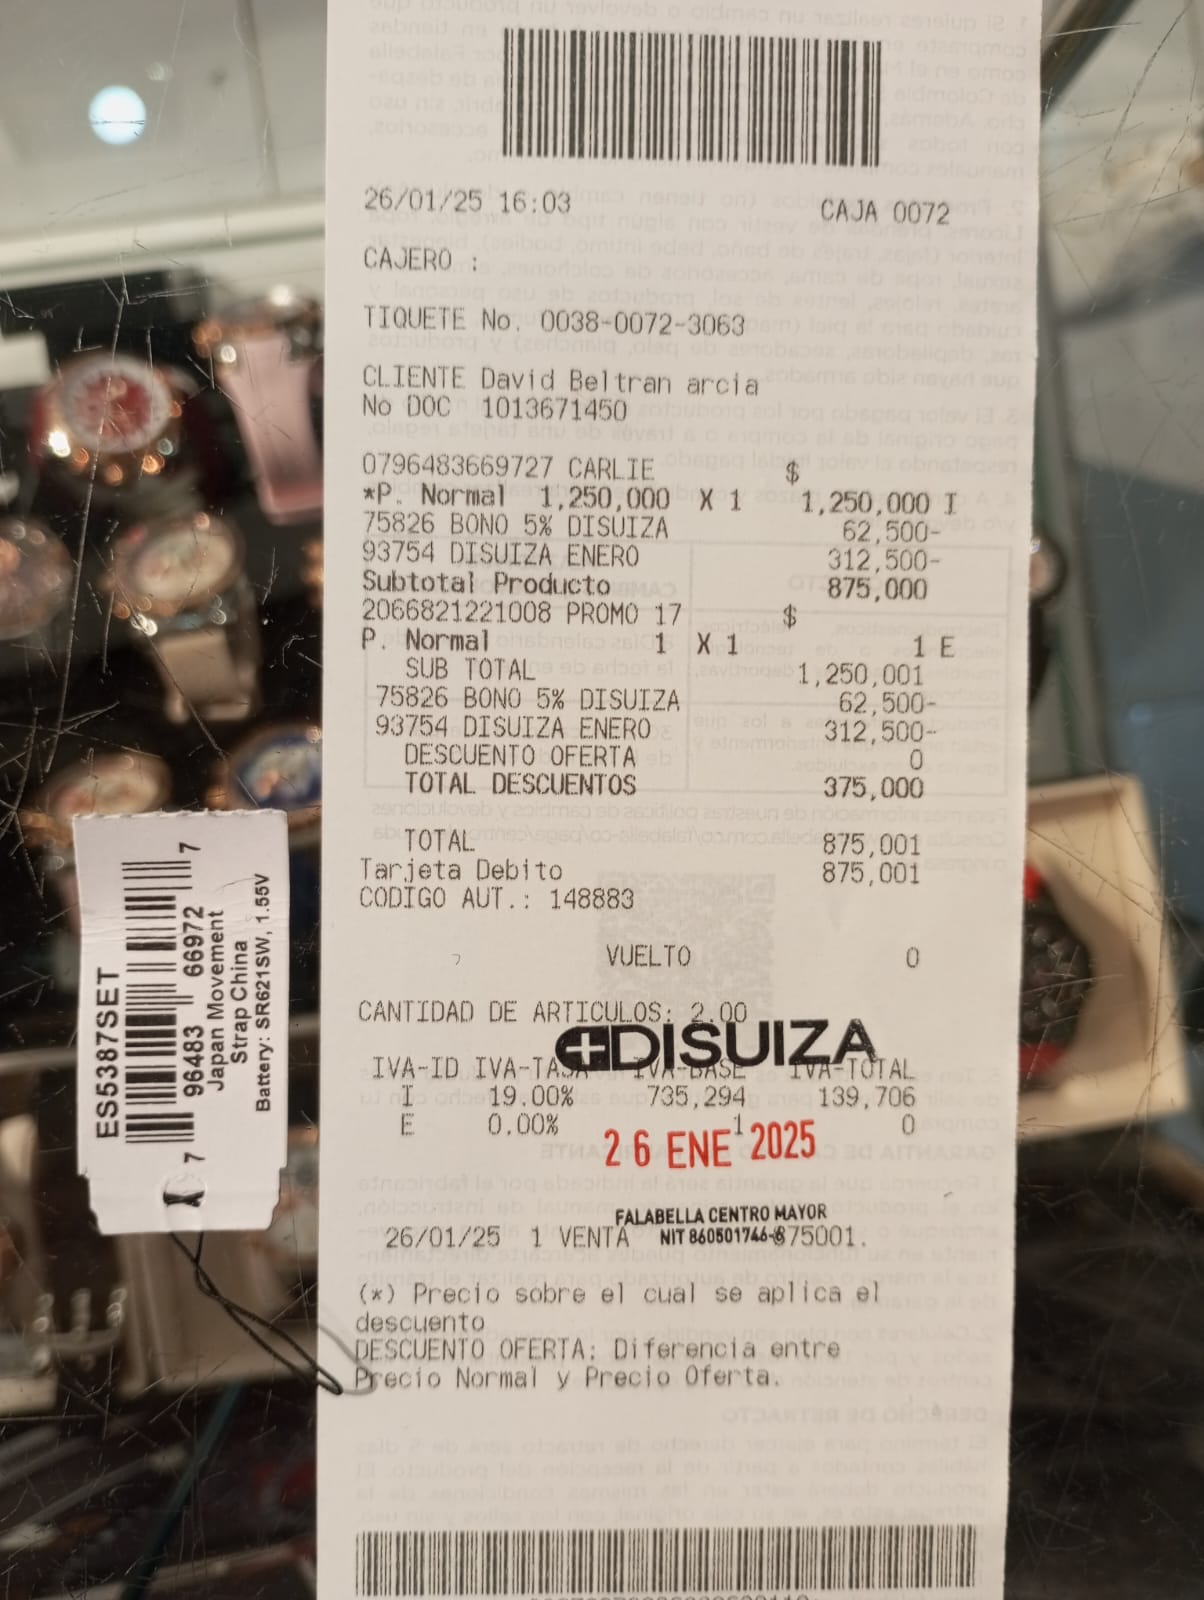 26/01/25 16:03 CAJA 0072
CAJERO :
TIQUETE No. 0038-0072-3063
CLIENTE David Beltran arcia
No DOC 1013671450
0796483669727 CARLIE $
*P. Normal 1,250,000 X 1 1,250,000 I
75826 BONO 5% DISUIZA 62,500-
93754 DISUIZA ENERO 312,500-
Subtotal Producto 875,000
2066821221008 PROMO 17 $
P. Normal 1 X 1 1 E
SUB TOTAL 1,250,001
75826 BONO 5% DISUIZA 62,500-
93754 DISUIZA ENERO 312,500-
DESCUENTO OFERTA 0
TOTAL DESCUENTOS 375,000
TOTAL 875,001
Tarjeta Debito 875,001
CODIGO AUT.: 148883
VUELTO 0
CANTIDAD DE ARTICULOS: 2.00
DISUIZA
IVA-ID IVA-TASA IVA-BASE IVA-TOTAL
I 19.00% 735,294 139,706
E 0.00% 1 0
26 ENE 2025
FALABELLA CENTRO MAYOR
NIT 860501746-8
26/01/25 1 VENTA 875001.
(*) Precio sobre el cual se aplica el
descuento
DESCUENTO OFERTA: Diferencia entre
Precio Normal y Precio Oferta.
ES5387SET
7 96483 66972 7
Japan Movement
Strap China
Battery: SR621SW, 1.55V